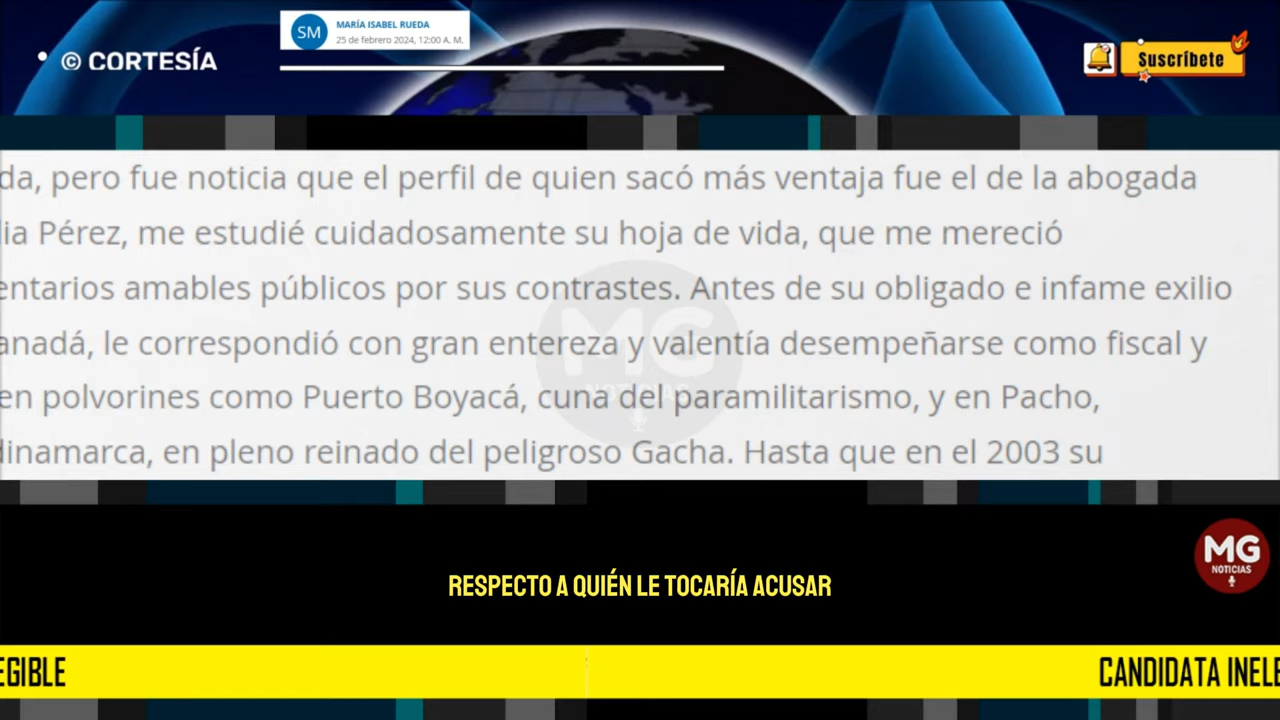 MARÍA ISABEL RUEDA
SM
25 de febrero 2024, 12:00 A. M.
© CORTESÍA
Suscríbete
da, pero fue noticia que el perfil de quien sacó más ventaja fue el de la abogada
lia Pérez, me estudié cuidadosamente su hoja de vida, que me mereció
entarios amables públicos por sus contrastes. Antes de su obligado e infame exilio
anadá, le correspondió con gran entereza y valentía desempeñarse como fiscal y
en polvorines como Puerto Boyacá, cuna del paramilitarismo, y en Pacho,
dinamarca, en pleno reinado del peligroso Gacha. Hasta que en el 2003 su
MG
NOTICIAS
RESPECTO A QUIÉN LE TOCARÍA ACUSAR
MG
NOTICIAS
EGIBLE
CANDIDATA INELE